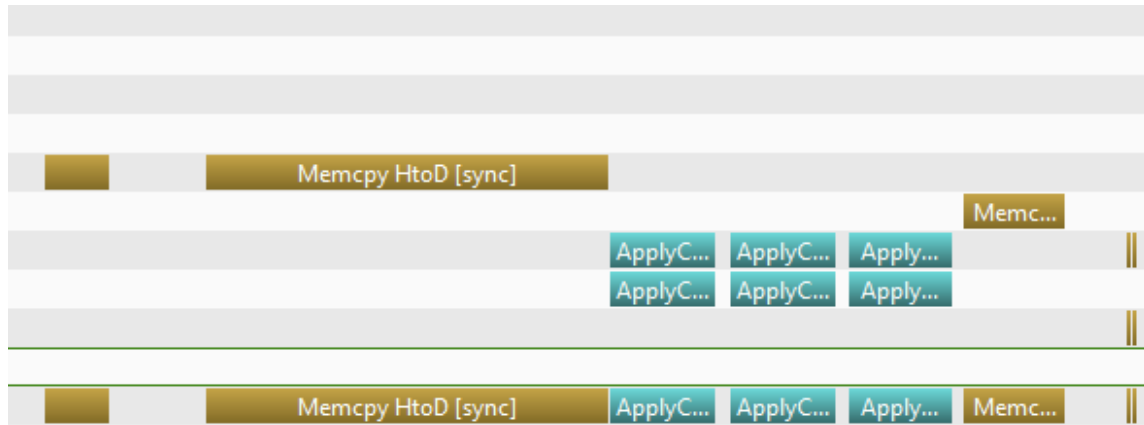 Memcpy HtoD [sync]
Memc...
ApplyC... ApplyC... Apply...
ApplyC... ApplyC... Apply...
Memcpy HtoD [sync] ApplyC... ApplyC... Apply... Memc...